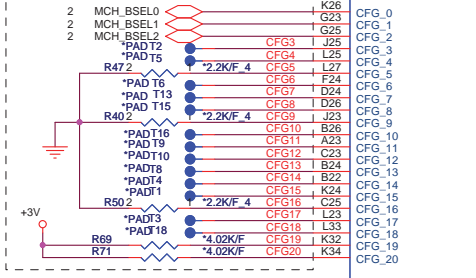 2 MCH_BSEL0 K26 CFG_0
2 MCH_BSEL1 G23 CFG_1
2 MCH_BSEL2 G25 CFG_2
*PADT2 CFG3 J25 CFG_3
*PADT5 CFG4 L25 CFG_4
R47 2 *2.2K/F_4 CFG5 L27 CFG_5
*PAD T6 CFG6 F24 CFG_6
*PAD T13 CFG7 D24 CFG_7
*PAD T15 CFG8 D26 CFG_8
R40 2 *2.2K/F_4 CFG9 J23 CFG_9
*PADT16 CFG10 B26 CFG_10
*PADT9 CFG11 A23 CFG_11
*PADT10 CFG12 C23 CFG_12
*PADT8 CFG13 B24 CFG_13
*PADT4 CFG14 B22 CFG_14
*PADT1 CFG15 K24 CFG_15
R50 2 *2.2K/F_4 CFG16 C25 CFG_16
+3V *PADT3 CFG17 L23 CFG_17
*PADT18 CFG18 L33 CFG_18
R69 *4.02K/F CFG19 K32 CFG_19
R71 *4.02K/F CFG20 K34 CFG_20